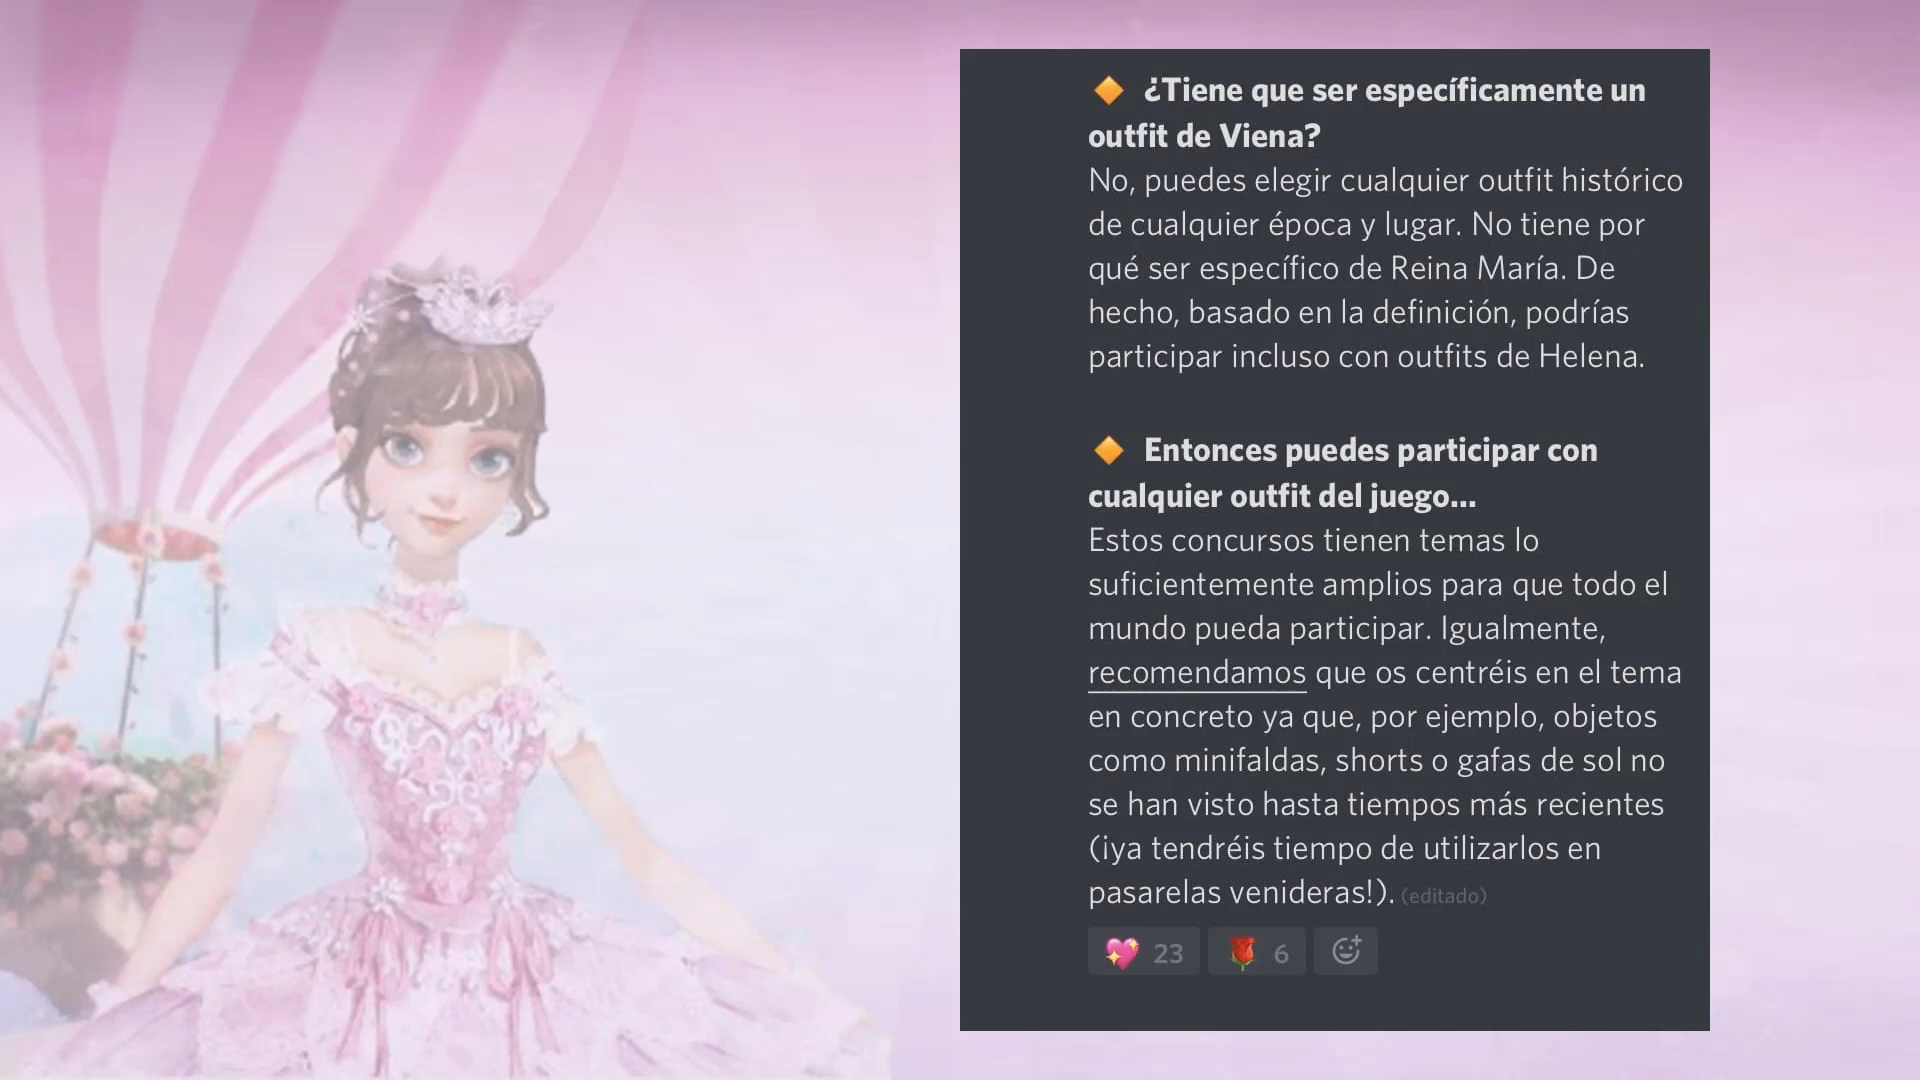 🔶 ¿Tiene que ser específicamente un
outfit de Viena?
No, puedes elegir cualquier outfit histórico
de cualquier época y lugar. No tiene por
qué ser específico de Reina María. De
hecho, basado en la definición, podrías
participar incluso con outfits de Helena.
🔶 Entonces puedes participar con
cualquier outfit del juego...
Estos concursos tienen temas lo
suficientemente amplios para que todo el
mundo pueda participar. Igualmente,
recomendamos que os centréis en el tema
en concreto ya que, por ejemplo, objetos
como minifaldas, shorts o gafas de sol no
se han visto hasta tiempos más recientes
(¡ya tendréis tiempo de utilizarlos en
pasarelas venideras!). (editado)
💖 23 🌹 6